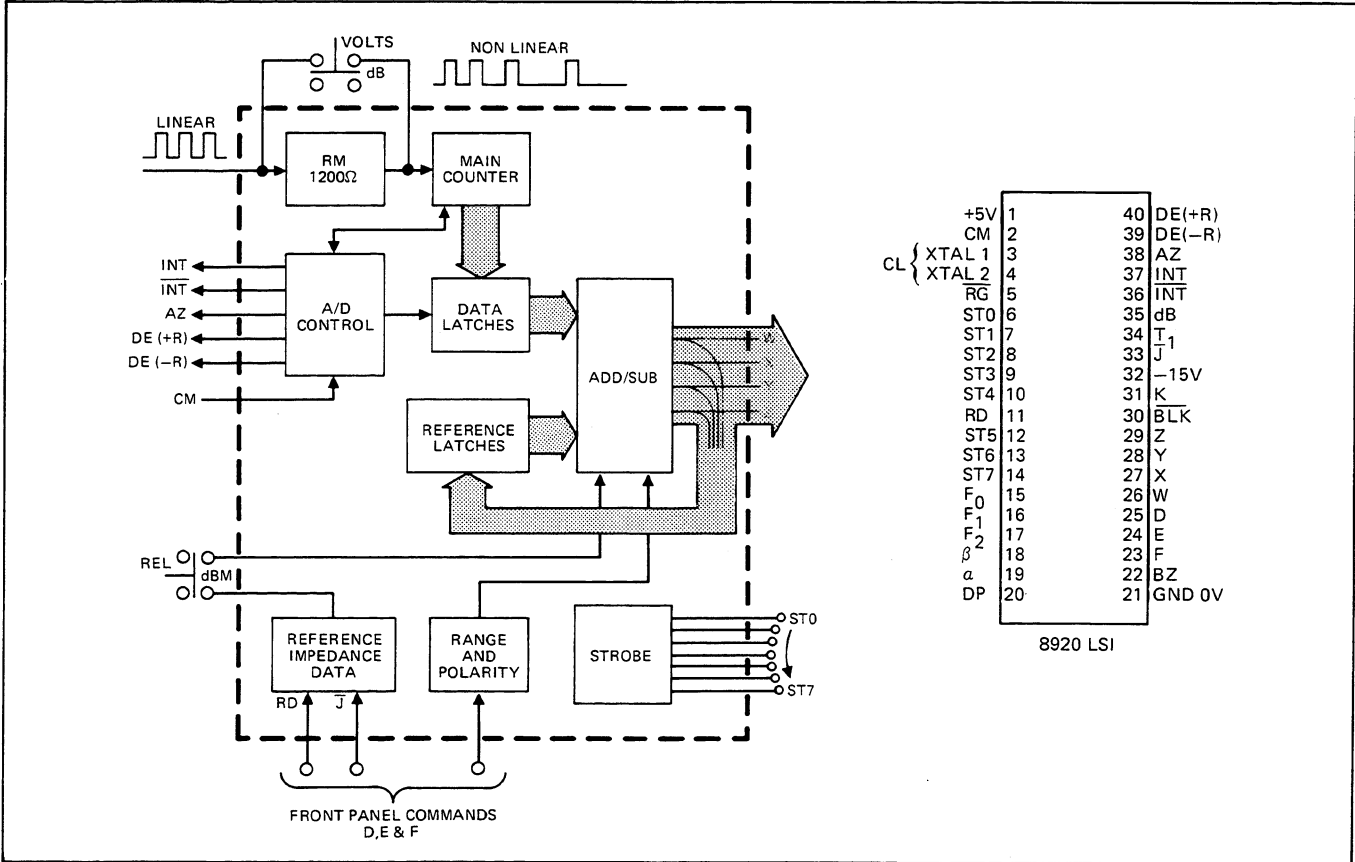 VOLTS
dB
NON LINEAR
LINEAR
RM
1200Ω
MAIN
COUNTER
INT
I̅N̅T̅
AZ
DE (+R)
DE (−R)
CM
A/D
CONTROL
DATA
LATCHES
ADD/SUB
W
X
Y
REFERENCE
LATCHES
REL
dBM
REFERENCE
IMPEDANCE
DATA
RANGE
AND
POLARITY
STROBE
ST0
ST7
RD
J̅
FRONT PANEL COMMANDS
D,E & F
+5V 1
CM 2
CL { XTAL 1 3
XTAL 2 4
R̅G̅ 5
ST0 6
ST1 7
ST2 8
ST3 9
ST4 10
RD 11
ST5 12
ST6 13
ST7 14
F0 15
F1 16
F2 17
β 18
α 19
DP 20
40 DE(+R)
39 DE(−R)
38 AZ
37 INT
36 I̅N̅T̅
35 dB
34 T1
33 J̅
32 −15V
31 K
30 B̅L̅K̅
29 Z
28 Y
27 X
26 W
25 D
24 E
23 F
22 BZ
21 GND 0V
8920 LSI